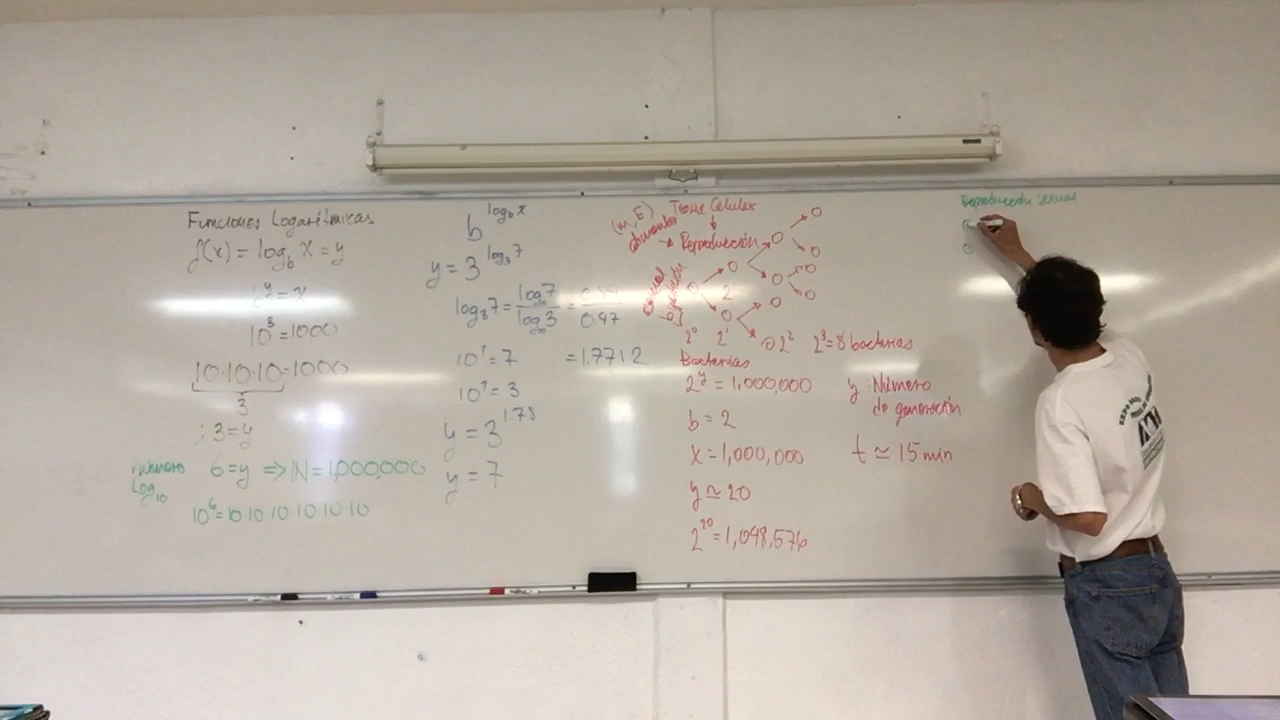 Funciones Logarítmicas
f(x) = log_b x = y
b^y = x
10^3 = 1000
10·10·10 = 1000
3
∴ 3 = y
número
Log_10
6 = y ⇒ N = 1,000,000
10^6 = 10·10·10·10·10·10
b^log_b x
y = 3^log_3 7
log_3 7 = log 7 / log 3 = / 0.47
10^? = 7
= 1.7712
10^? = 3
y = 3^1.78
y = 7
(m, E)
Teoría Celular
alimento → Reproducción
2
2^0 2^1 2^2 2^3 = 8 bacterias
Bacterias
2^y = 1,000,000
b = 2
x = 1,000,000
y ≃ 20
2^20 = 1,048,576
y: Número
de generación
t ≃ 15 min
Reproducción sexual